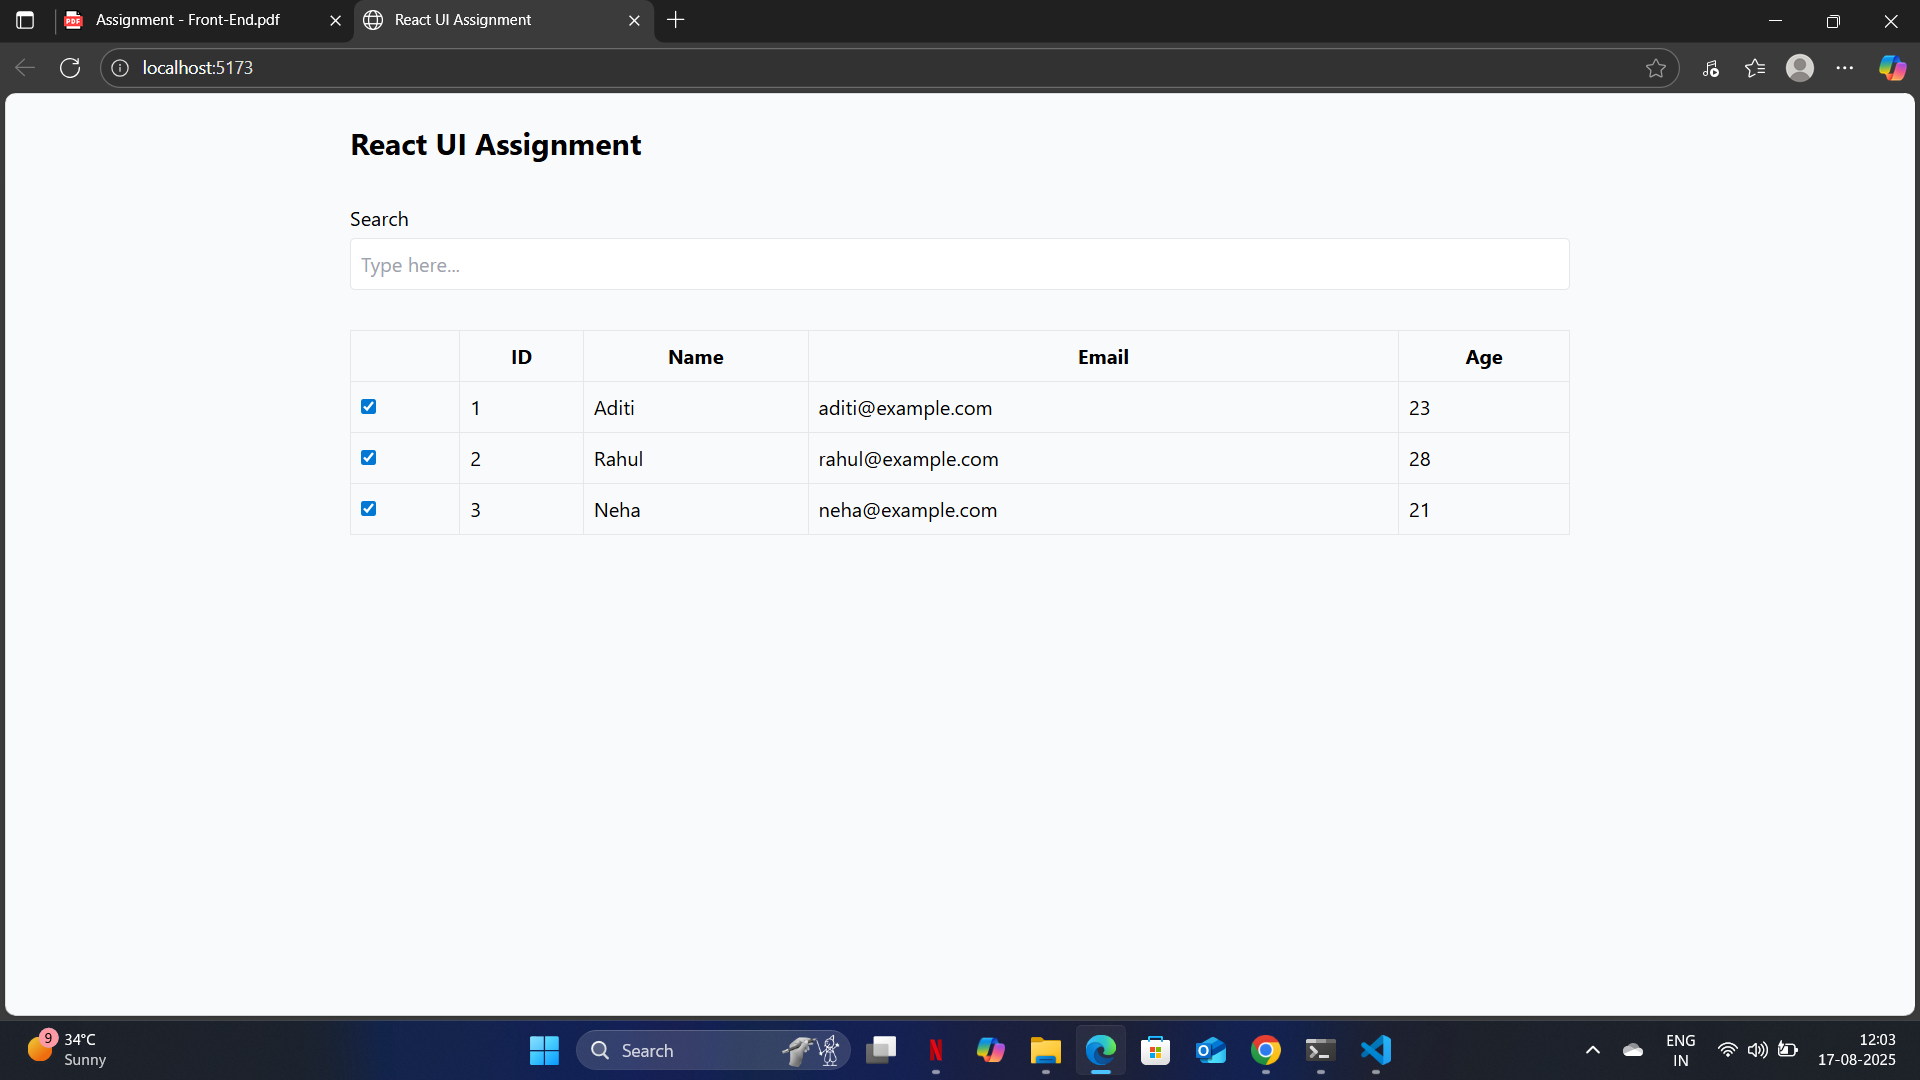 Assignment - Front-End.pdf
React UI Assignment
localhost:5173
React UI Assignment
Search
Type here...
ID Name Email Age
1 Aditi aditi@example.com 23
2 Rahul rahul@example.com 28
3 Neha neha@example.com 21
9 34°C
Sunny
Search
ENG
IN
12:03
17-08-2025